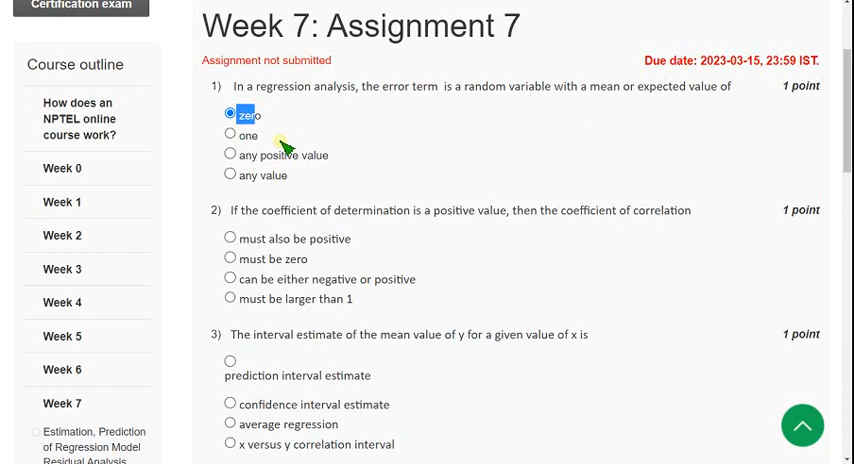 Certification exam
Week 7: Assignment 7
Assignment not submitted
Due date: 2023-03-15, 23:59 IST.
Course outline
How does an
NPTEL online
course work?
Week 0
Week 1
Week 2
Week 3
Week 4
Week 5
Week 6
Week 7
Estimation, Prediction
of Regression Model
Residual Analysis
1) In a regression analysis, the error term is a random variable with a mean or expected value of
1 point
zero
one
any positive value
any value
2) If the coefficient of determination is a positive value, then the coefficient of correlation
1 point
must also be positive
must be zero
can be either negative or positive
must be larger than 1
3) The interval estimate of the mean value of y for a given value of x is
1 point
prediction interval estimate
confidence interval estimate
average regression
x versus y correlation interval